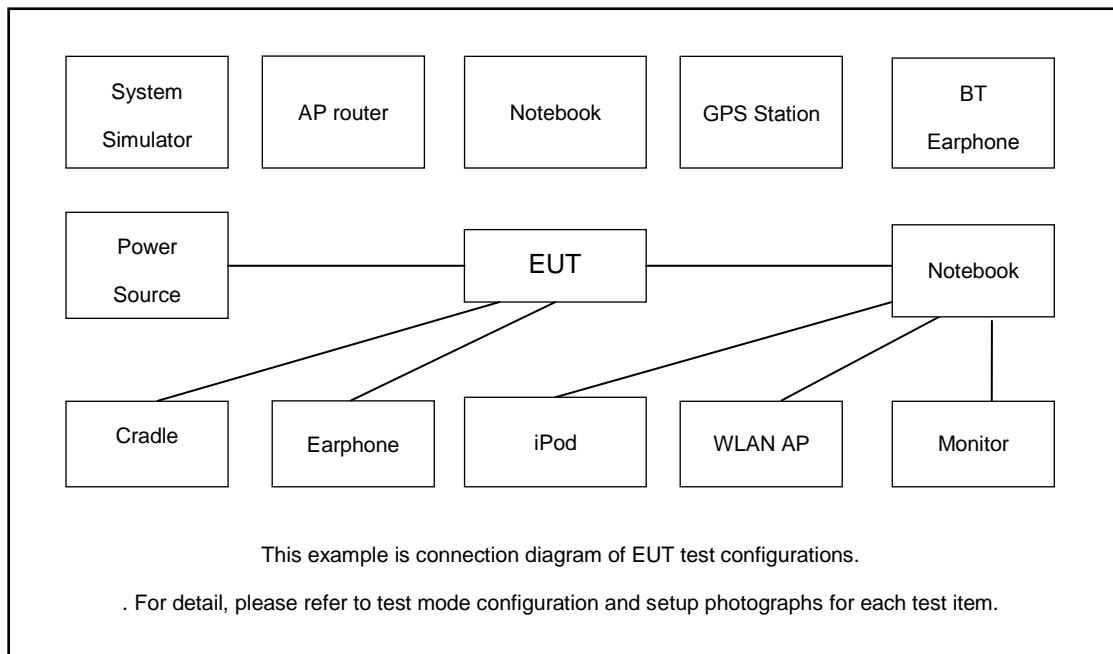 System
Simulator
AP router
Notebook
GPS Station
BT
Earphone
Power
Source
EUT
Notebook
Cradle
Earphone
iPod
WLAN AP
Monitor
This example is connection diagram of EUT test configurations.
. For detail, please refer to test mode configuration and setup photographs for each test item.